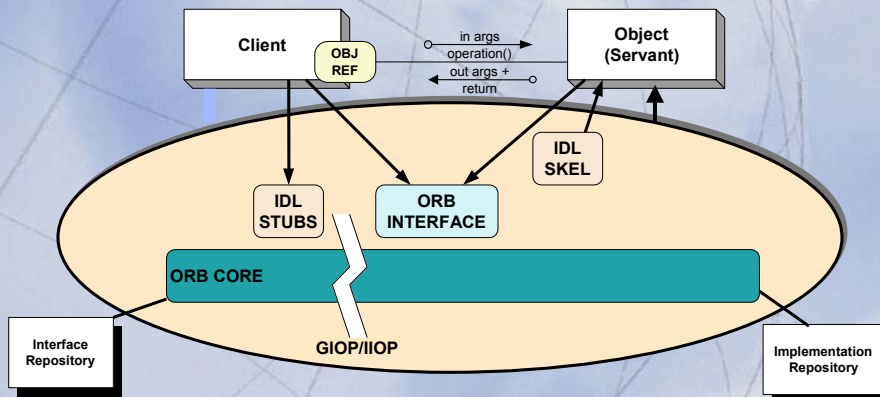 Client
OBJ
REF
in args
operation()
out args +
return
Object
(Servant)
IDL
SKEL
IDL
STUBS
ORB
INTERFACE
ORB CORE
GIOP/IIOP
Interface
Repository
Implementation
Repository